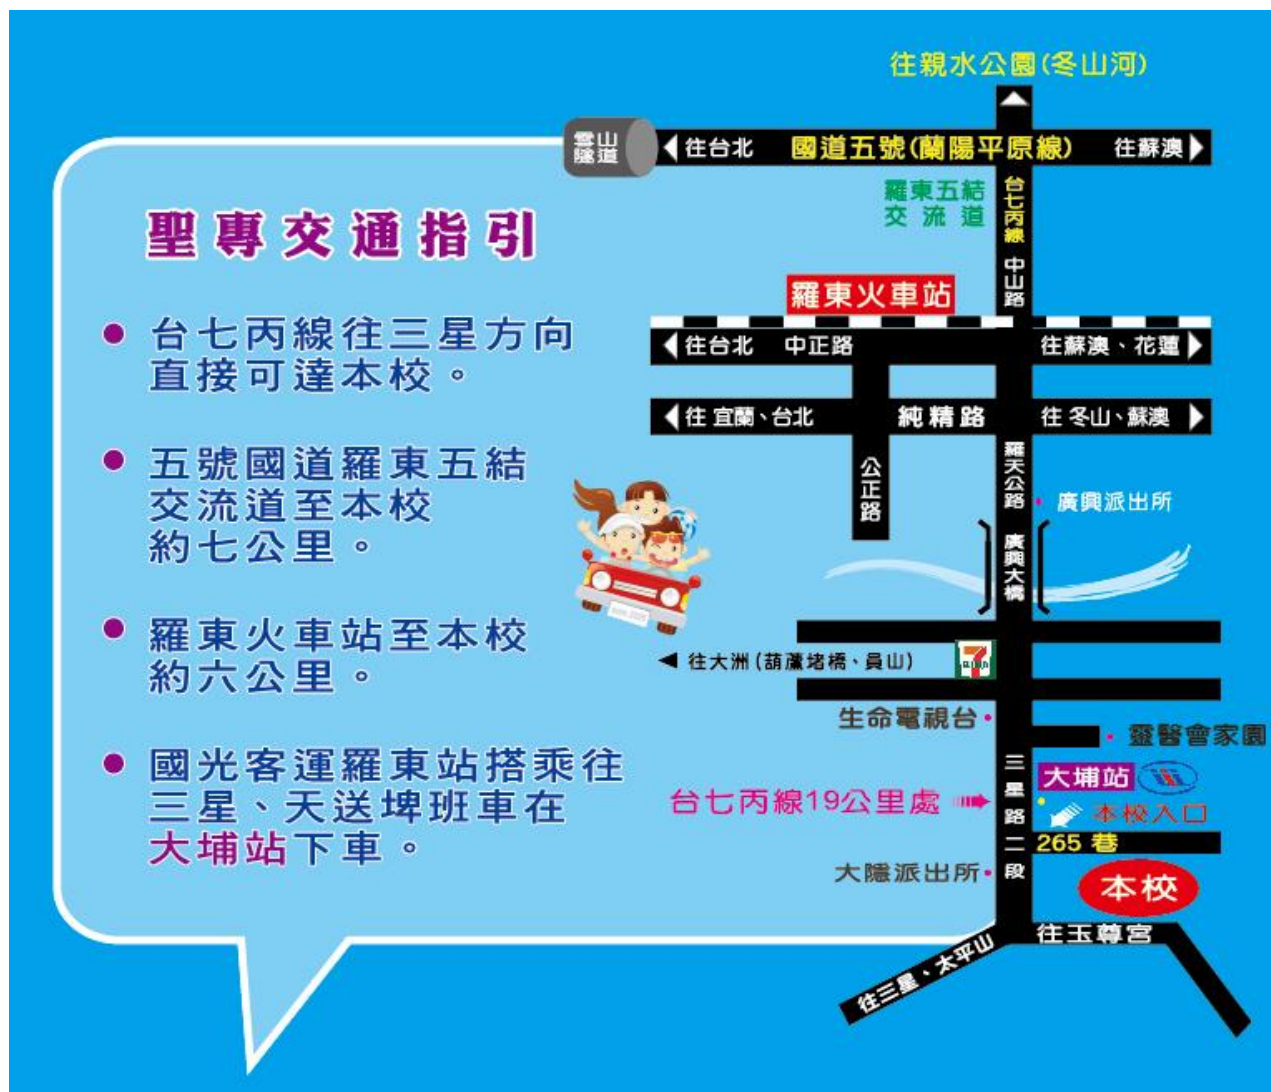 聖專交通指引
台七丙線往三星方向
直接可達本校。
五號國道羅東五結
交流道至本校
約七公里。
羅東火車站至本校
約六公里。
國光客運羅東站搭乘往
三星、天送埤班車在
大埔站下車。
往親水公園(冬山河)
雪山
隧道
往台北 國道五號(蘭陽平原線) 往蘇澳
羅東五結
交流道
台七丙線
中山路
羅東火車站
往台北 中正路 往蘇澳、花蓮
往 宜蘭、台北 純精路 往 冬山、蘇澳
公正路
羅天公路
廣興派出所
廣興大橋
往大洲(葫蘆堵橋、員山)
7
生命電視台
靈醫會家園
三星路二段
大埔站
台七丙線19公里處
本校入口
265 巷
大隱派出所
本校
往玉尊宮
往三星、太平山